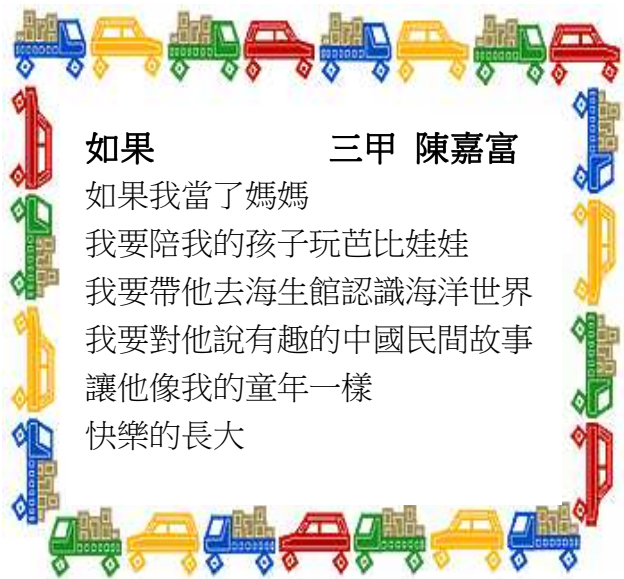 如果 三甲 陳嘉富
如果我當了媽媽
我要陪我的孩子玩芭比娃娃
我要帶他去海生館認識海洋世界
我要對他說有趣的中國民間故事
讓他像我的童年一樣
快樂的長大